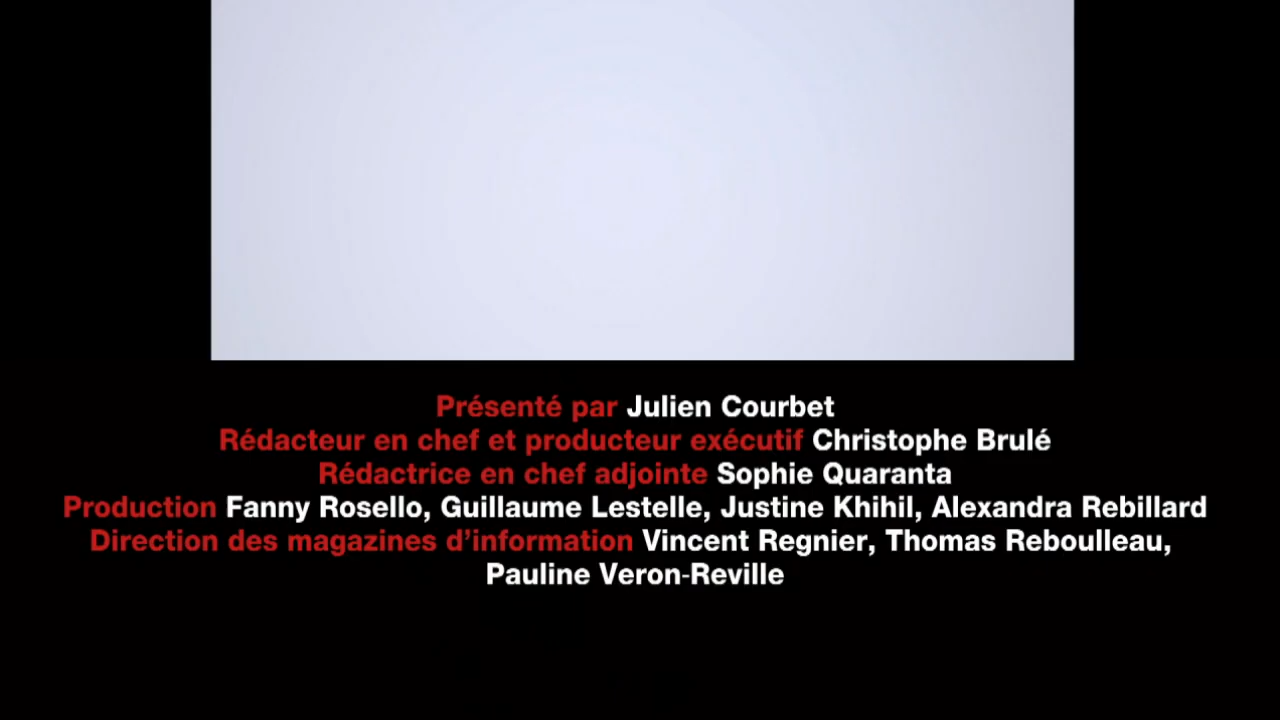 Présenté par Julien Courbet
Rédacteur en chef et producteur exécutif Christophe Brulé
Rédactrice en chef adjointe Sophie Quaranta
Production Fanny Rosello, Guillaume Lestelle, Justine Khihil, Alexandra Rebillard
Direction des magazines d’information Vincent Regnier, Thomas Reboulleau,
Pauline Veron-Reville